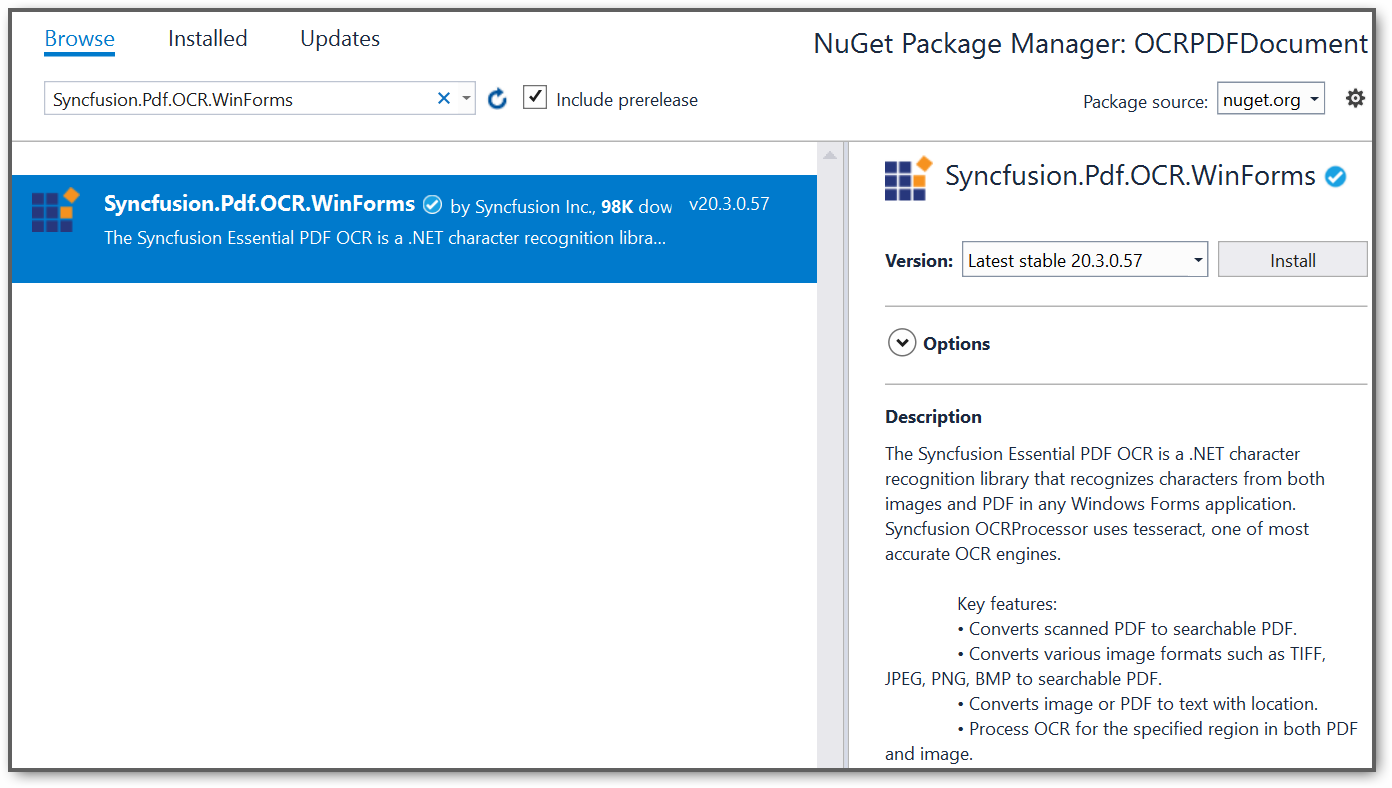 Browse Installed Updates
NuGet Package Manager: OCRPDFDocument
Syncfusion.Pdf.OCR.WinForms
Include prerelease
Package source: nuget.org
Syncfusion.Pdf.OCR.WinForms by Syncfusion Inc., 98K dow v20.3.0.57
The Syncfusion Essential PDF OCR is a .NET character recognition libra...
Syncfusion.Pdf.OCR.WinForms
Version: Latest stable 20.3.0.57 Install
Options
Description
The Syncfusion Essential PDF OCR is a .NET character
recognition library that recognizes characters from both
images and PDF in any Windows Forms application.
Syncfusion OCRProcessor uses tesseract, one of most
accurate OCR engines.
Key features:
• Converts scanned PDF to searchable PDF.
• Converts various image formats such as TIFF,
JPEG, PNG, BMP to searchable PDF.
• Converts image or PDF to text with location.
• Process OCR for the specified region in both PDF
and image.